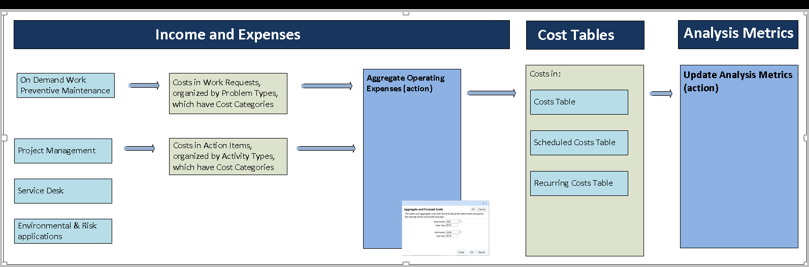 Income and Expenses
Cost Tables
Analysis Metrics
On Demand Work
Preventive Maintenance
Costs in Work Requests,
organized by Problem Types,
which have Cost Categories
Aggregate Operating
Expenses (action)
Costs in:
Costs Table
Scheduled Costs Table
Recurring Costs Table
Update Analysis Metrics
(action)
Project Management
Costs in Action Items,
organized by Activity Types,
which have Cost Categories
Service Desk
Environmental & Risk
applications
Aggregate and Forecast Costs